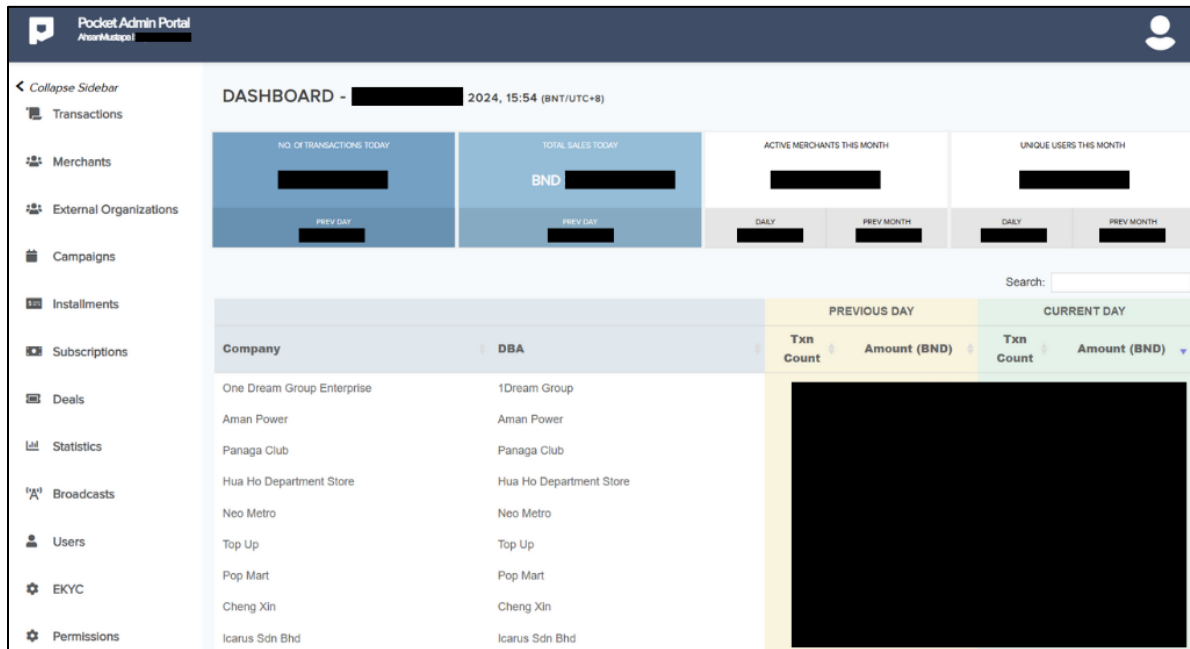 Pocket Admin Portal
AhsanMustapa |
Collapse Sidebar
Transactions
Merchants
External Organizations
Campaigns
Installments
Subscriptions
Deals
Statistics
Broadcasts
Users
EKYC
Permissions
DASHBOARD - 2024, 15:54 (BNT/UTC+8)
NO. OF TRANSACTIONS TODAY
PREV DAY
TOTAL SALES TODAY
BND
PREV DAY
ACTIVE MERCHANTS THIS MONTH
DAILY PREV MONTH
UNIQUE USERS THIS MONTH
DAILY PREV MONTH
Search:
PREVIOUS DAY CURRENT DAY
Company DBA Txn Count Amount (BND) Txn Count Amount (BND)
One Dream Group Enterprise 1Dream Group
Aman Power Aman Power
Panaga Club Panaga Club
Hua Ho Department Store Hua Ho Department Store
Neo Metro Neo Metro
Top Up Top Up
Pop Mart Pop Mart
Cheng Xin Cheng Xin
Icarus Sdn Bhd Icarus Sdn Bhd